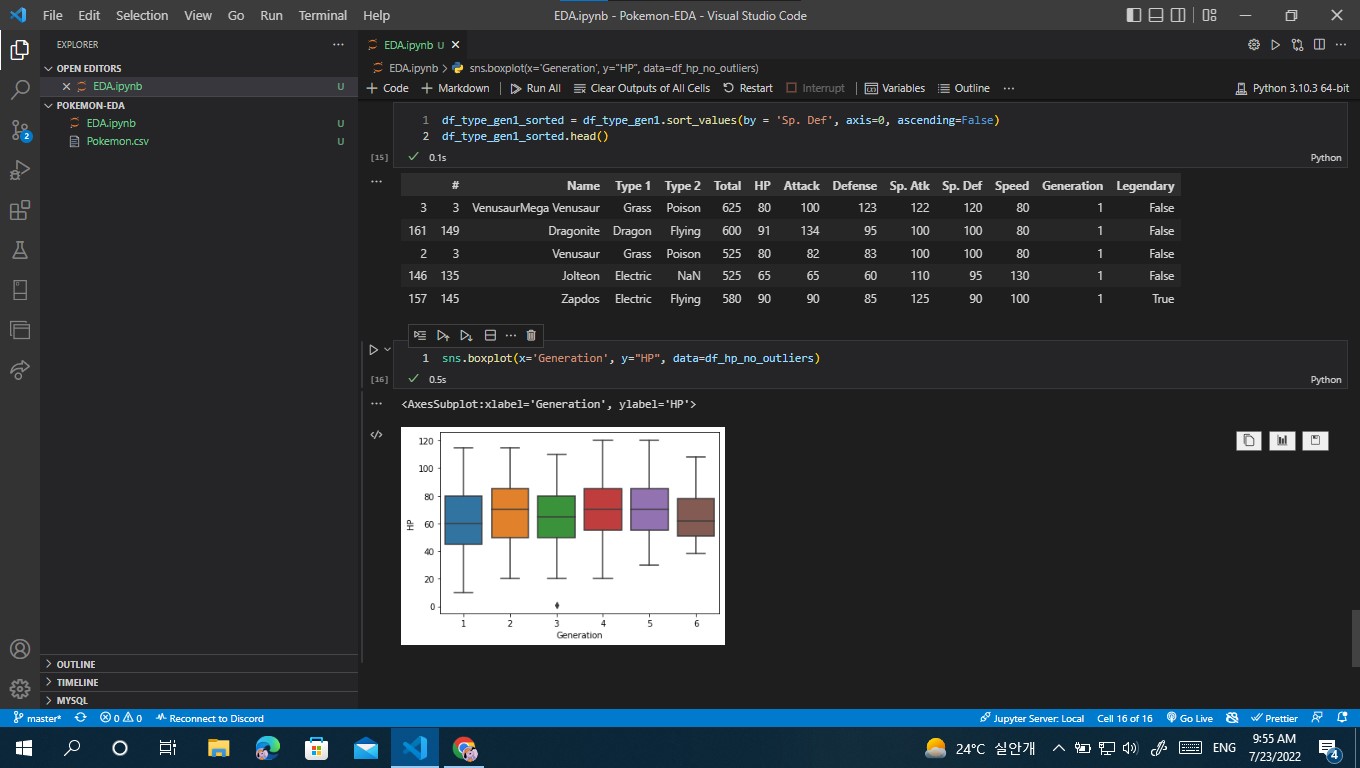 File Edit Selection View Go Run Terminal Help EDA.ipynb - Pokemon-EDA - Visual Studio Code
EXPLORER
OPEN EDITORS
EDA.ipynb U
POKEMON-EDA
EDA.ipynb U
Pokemon.csv U
OUTLINE
TIMELINE
MYSQL
2
EDA.ipynb U
EDA.ipynb > sns.boxplot(x='Generation', y="HP", data=df_hp_no_outliers)
Code Markdown Run All Clear Outputs of All Cells Restart Interrupt Variables Outline Python 3.10.3 64-bit
1 df_type_gen1_sorted = df_type_gen1.sort_values(by = 'Sp. Def', axis=0, ascending=False)
2 df_type_gen1_sorted.head()
[15] 0.1s Python
# Name Type 1 Type 2 Total HP Attack Defense Sp. Atk Sp. Def Speed Generation Legendary
3 3 VenusaurMega Venusaur Grass Poison 625 80 100 123 122 120 80 1 False
161 149 Dragonite Dragon Flying 600 91 134 95 100 100 80 1 False
2 3 Venusaur Grass Poison 525 80 82 83 100 100 80 1 False
146 135 Jolteon Electric NaN 525 65 65 60 110 95 130 1 False
157 145 Zapdos Electric Flying 580 90 90 85 125 90 100 1 True
1 sns.boxplot(x='Generation', y="HP", data=df_hp_no_outliers)
[16] 0.5s Python
<AxesSubplot:xlabel='Generation', ylabel='HP'>
120
100
80
60
40
20
0
HP
1 2 3 4 5 6
Generation
master* 0 0 Reconnect to Discord Jupyter Server: Local Cell 16 of 16 Go Live Prettier
24°C 실안개 ENG 9:55 AM
7/23/2022 4